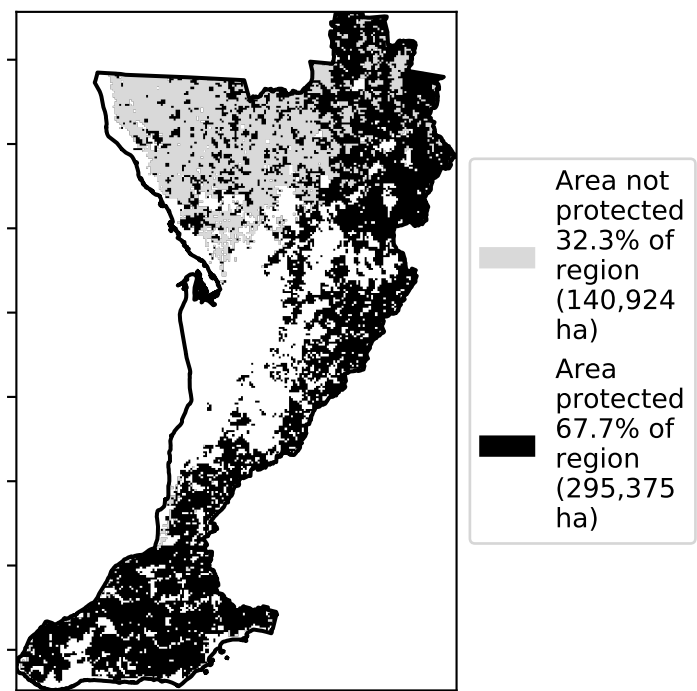 Area not
protected
32.3% of
region
(140,924
ha)
Area
protected
67.7% of
region
(295,375
ha)